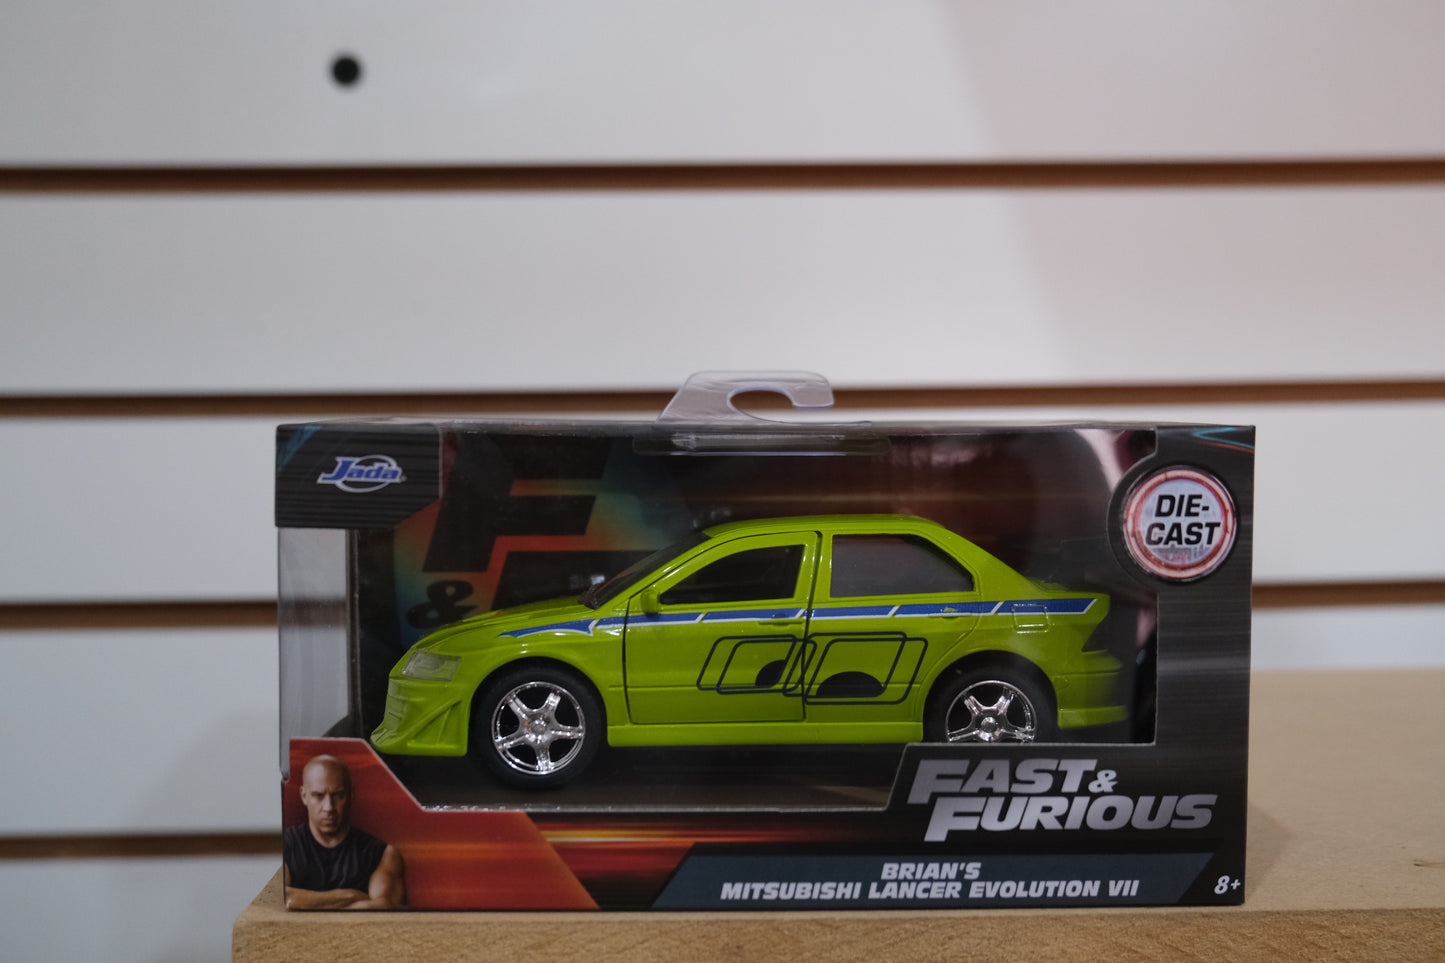 Jada
DIE-
CAST
F
&
F
FAST &
FURIOUS
BRIAN'S
MITSUBISHI LANCER EVOLUTION VII
8+